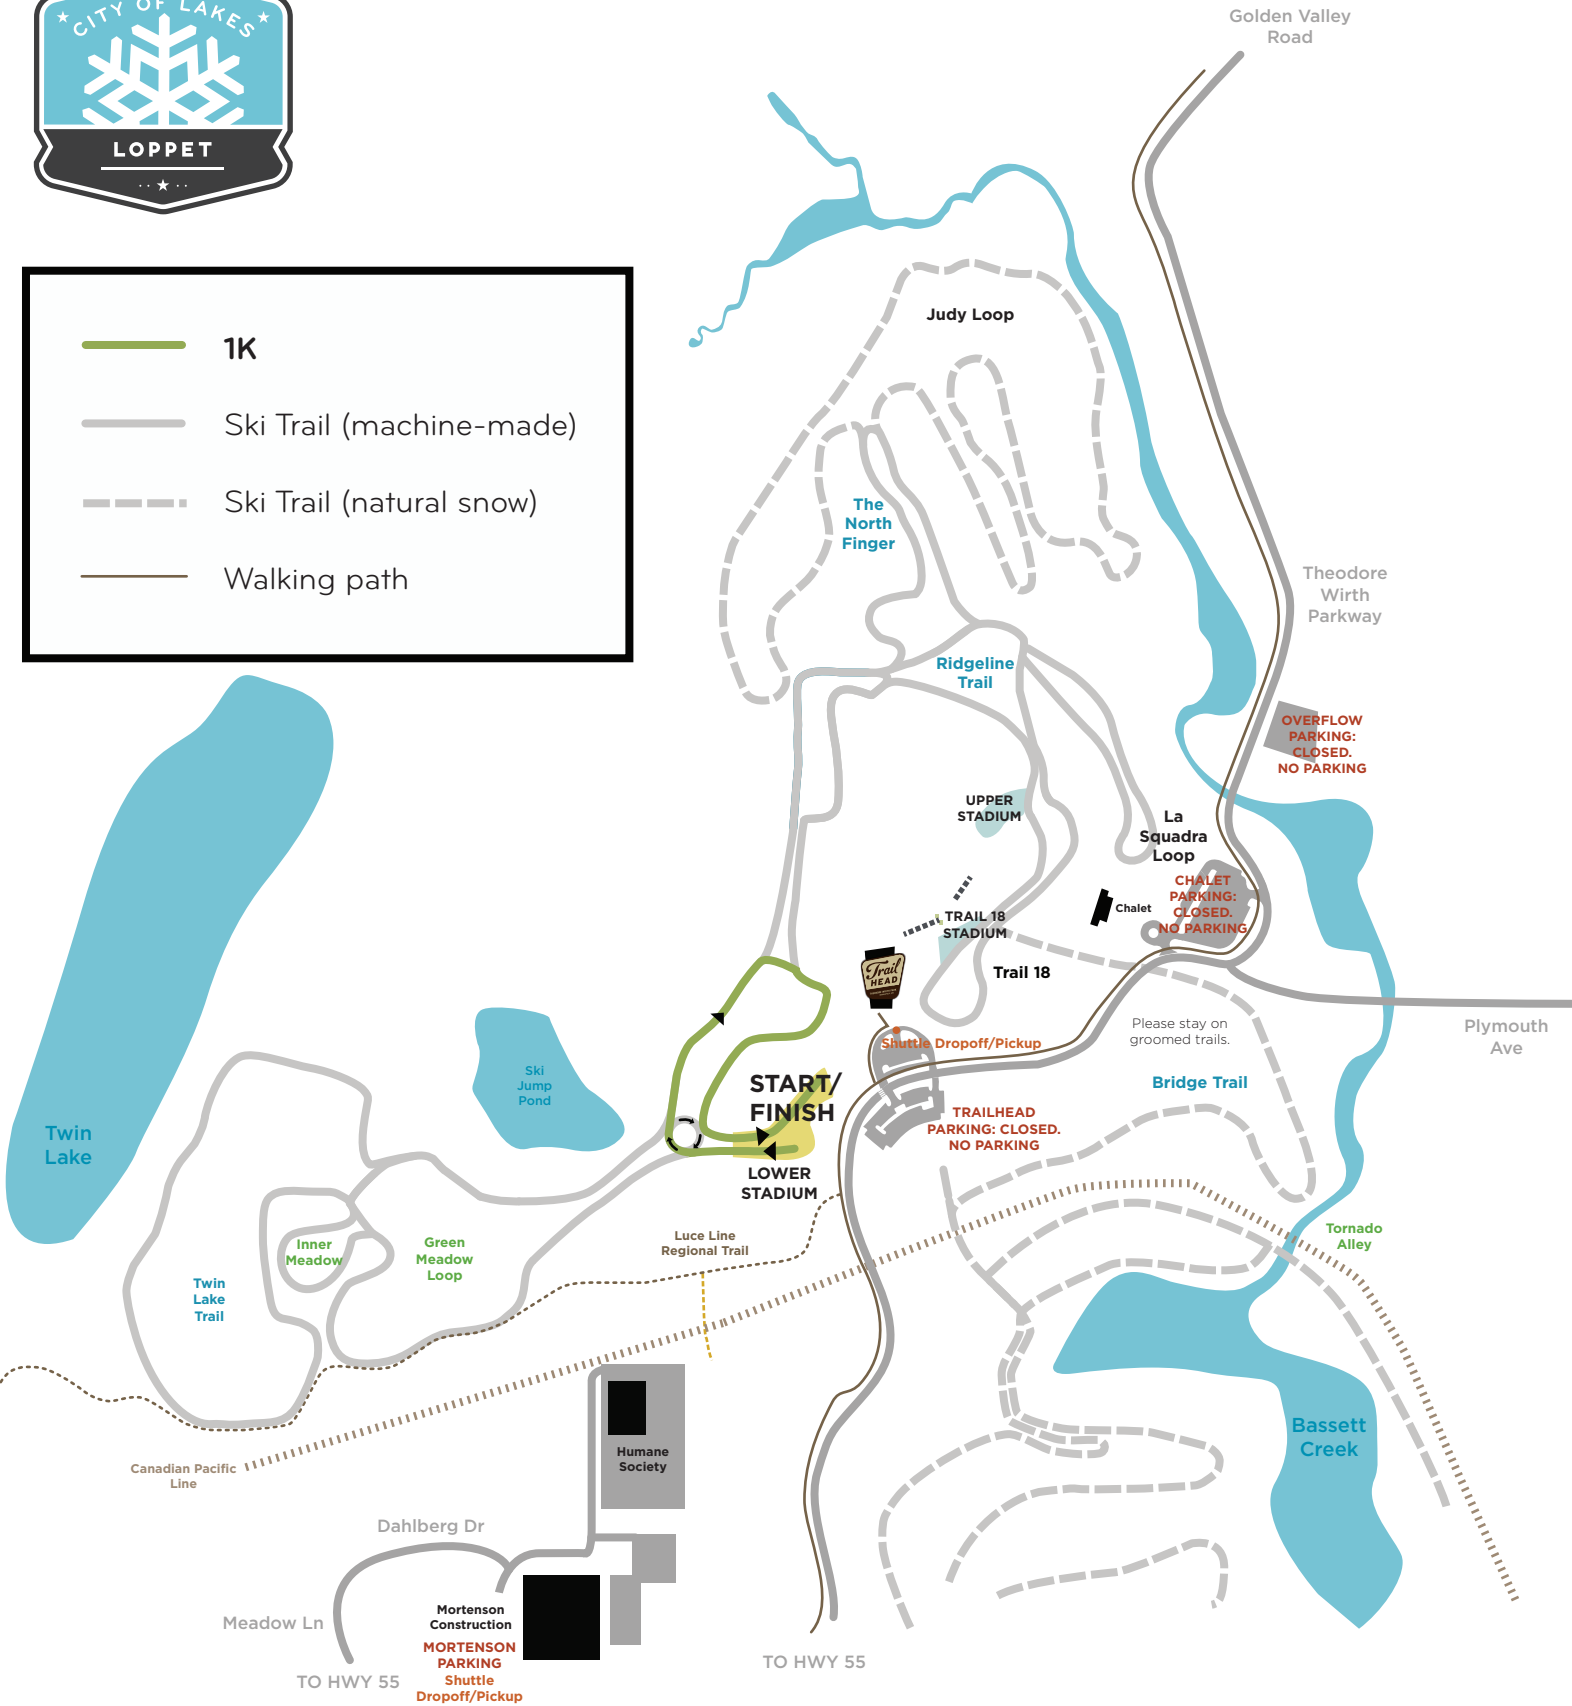 CITY OF LAKES
LOPPET
1K
Ski Trail (machine-made)
Ski Trail (natural snow)
Walking path
Golden Valley
Road
Judy Loop
The
North
Finger
Theodore
Wirth
Parkway
Ridgeline
Trail
OVERFLOW
PARKING:
CLOSED.
NO PARKING
UPPER
STADIUM
La
Squadra
Loop
CHALET
PARKING:
CLOSED.
NO PARKING
Chalet
TRAIL 18
STADIUM
Trail 18
Trail
HEAD
Shuttle Dropoff/Pickup
Please stay on
groomed trails.
Plymouth
Ave
Bridge Trail
Ski
Jump
Pond
START/
FINISH
TRAILHEAD
PARKING: CLOSED.
NO PARKING
Twin
Lake
LOWER
STADIUM
Luce Line
Regional Trail
Tornado
Alley
Inner
Meadow
Green
Meadow
Loop
Twin
Lake
Trail
Bassett
Creek
Canadian Pacific
Line
Humane
Society
Dahlberg Dr
Meadow Ln
Mortenson
Construction
MORTENSON
PARKING
Shuttle
Dropoff/Pickup
TO HWY 55
TO HWY 55